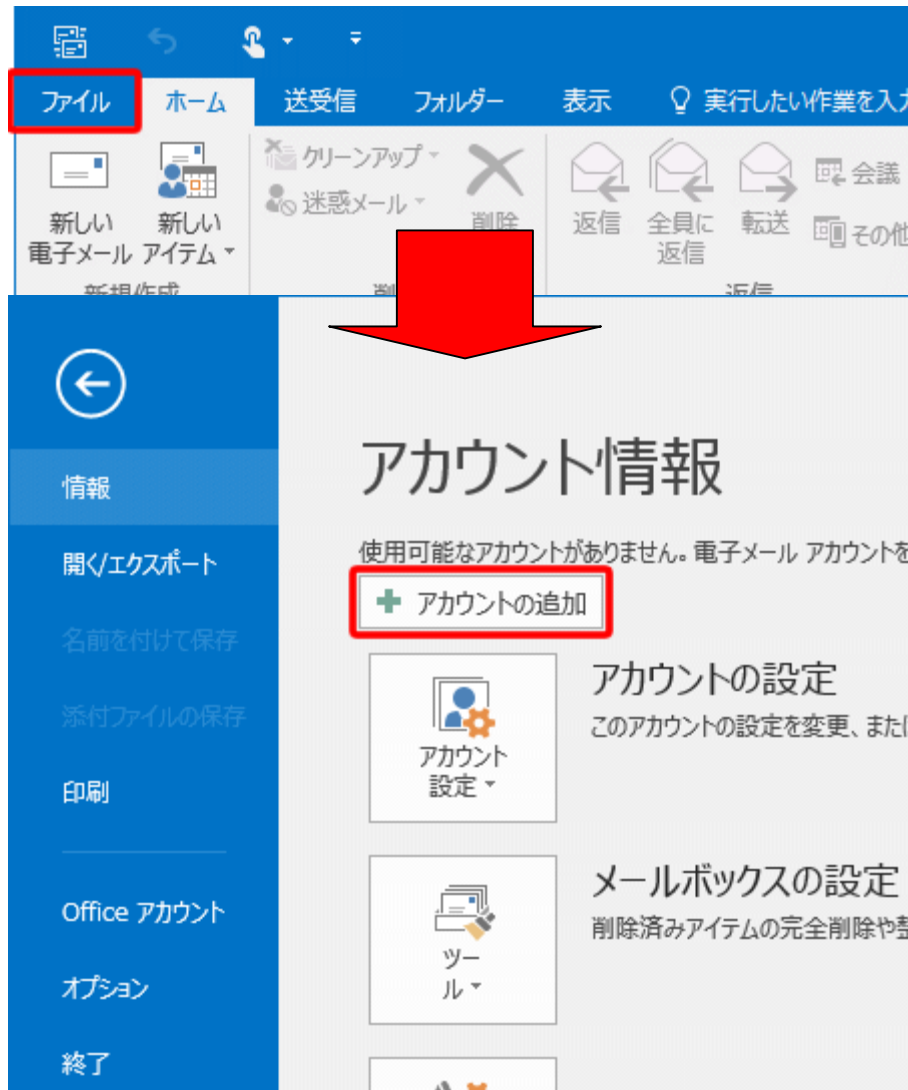 ファイル ホーム 送受信 フォルダー 表示 実行したい作業を入力
新しい
電子メール
新しい
アイテム
クリーンアップ
迷惑メール
削除
返信
全員に
返信
転送
会議
その他
新規作成
返信
情報
開く/エクスポート
名前を付けて保存
添付ファイルの保存
印刷
Office アカウント
オプション
終了
アカウント情報
使用可能なアカウントがありません。電子メール アカウントを
アカウントの追加
アカウント
設定
アカウントの設定
このアカウントの設定を変更、また
ツー
ル
メールボックスの設定
削除済みアイテムの完全削除や整